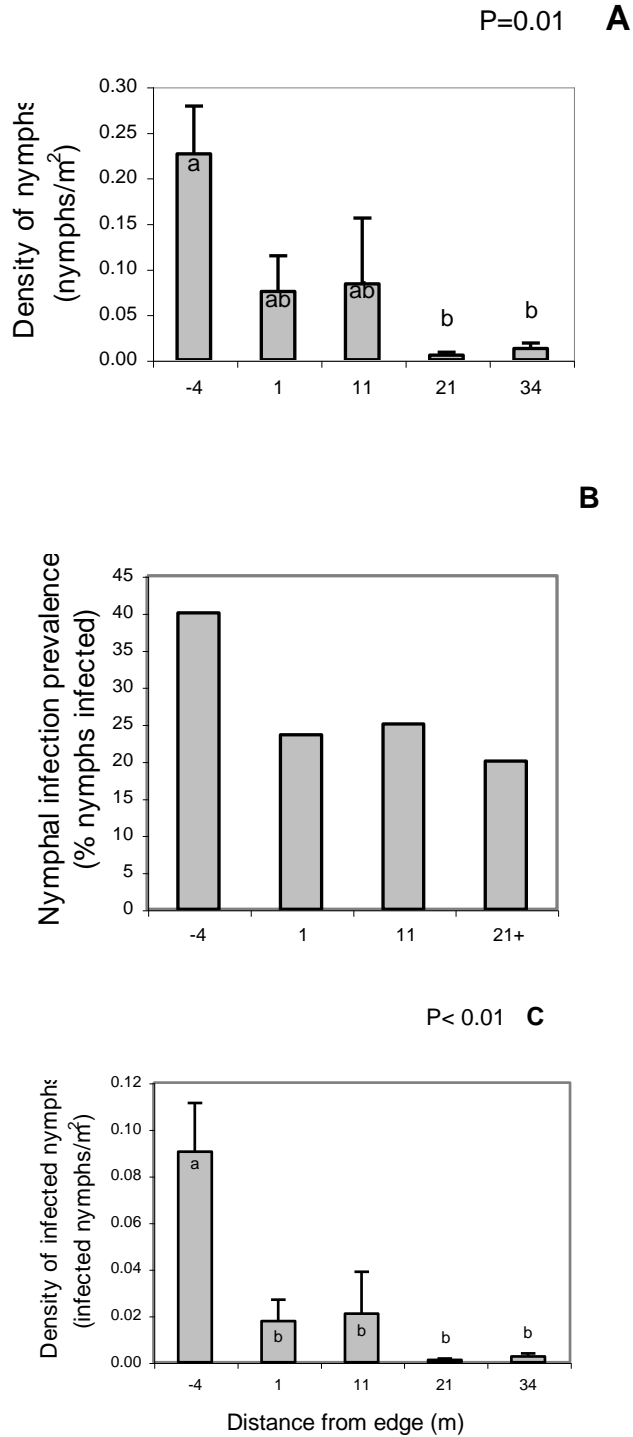 P=0.01 A
Density of nymphs
(nymphs/m²)
0.30
0.25
0.20
0.15
0.10
0.05
0.00
a
ab
ab
b
b
-4 1 11 21 34
B
Nymphal infection prevalence
(% nymphs infected)
45
40
35
30
25
20
15
10
5
0
-4 1 11 21+
P< 0.01 C
Density of infected nymphs
(infected nymphs/m²)
0.12
0.10
0.08
0.06
0.04
0.02
0.00
a
b
b
b
b
-4 1 11 21 34
Distance from edge (m)